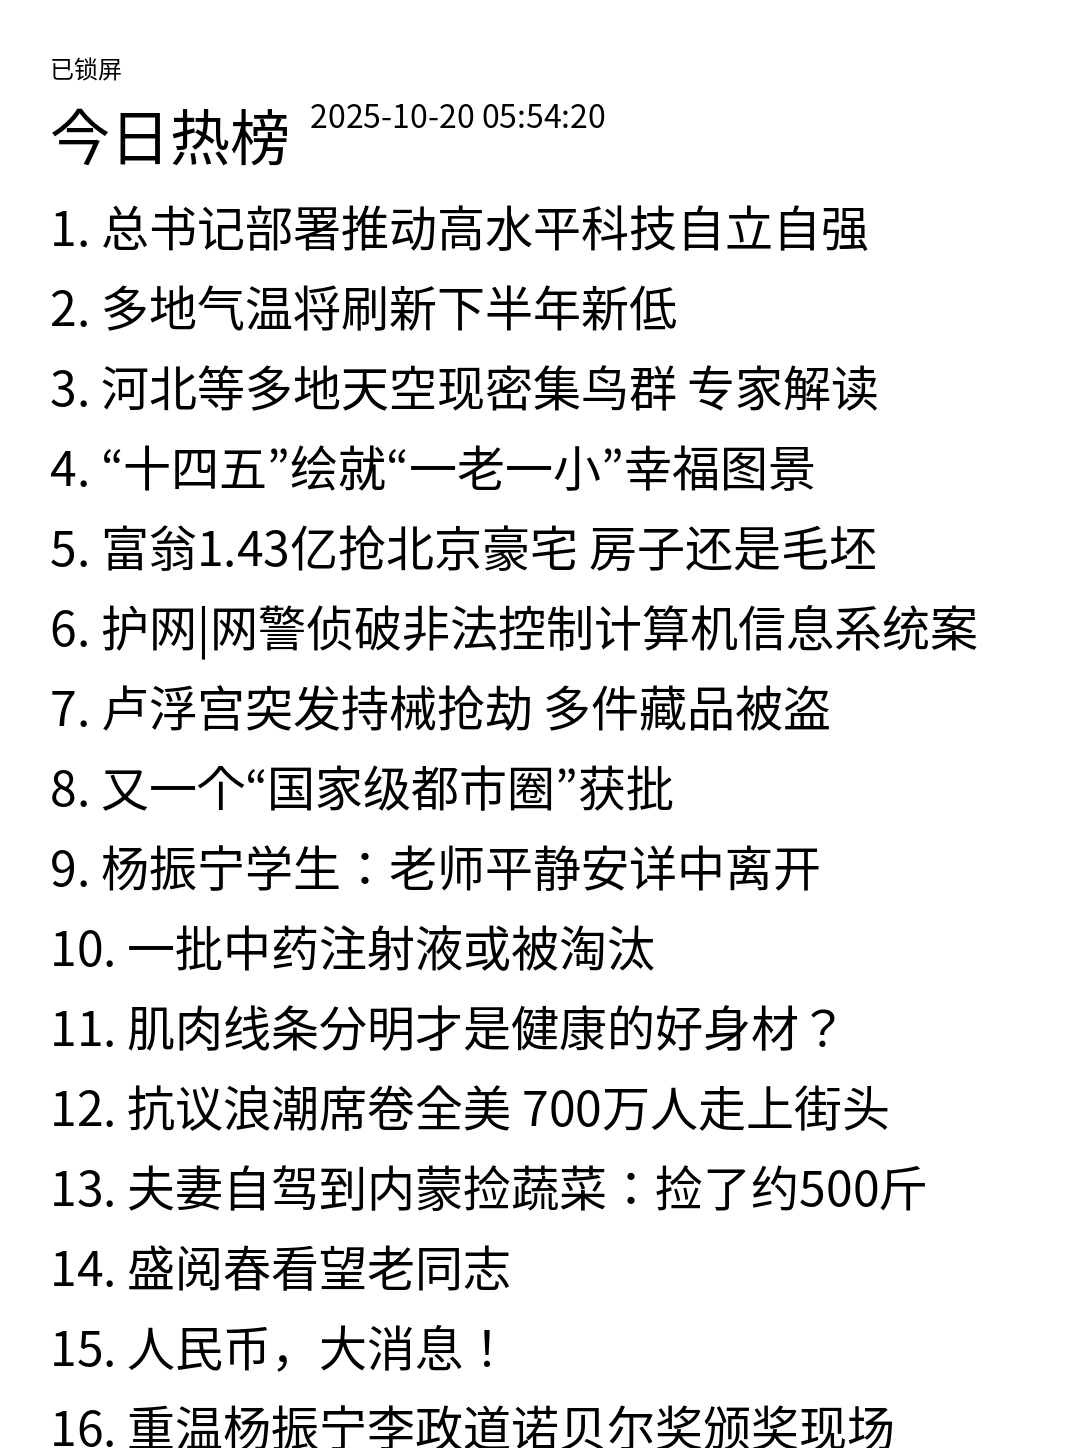 已锁屏
今日热榜 2025-10-20 05:54:20
1. 总书记部署推动高水平科技自立自强
2. 多地气温将刷新下半年新低
3. 河北等多地天空现密集鸟群 专家解读
4. “十四五”绘就“一老一小”幸福图景
5. 富翁1.43亿抢北京豪宅 房子还是毛坯
6. 护网|网警侦破非法控制计算机信息系统案
7. 卢浮宫突发持械抢劫 多件藏品被盗
8. 又一个“国家级都市圈”获批
9. 杨振宁学生：老师平静安详中离开
10. 一批中药注射液或被淘汰
11. 肌肉线条分明才是健康的好身材？
12. 抗议浪潮席卷全美 700万人走上街头
13. 夫妻自驾到内蒙捡蔬菜：捡了约500斤
14. 盛阅春看望老同志
15. 人民币，大消息！
16. 重温杨振宁李政道诺贝尔奖颁奖现场